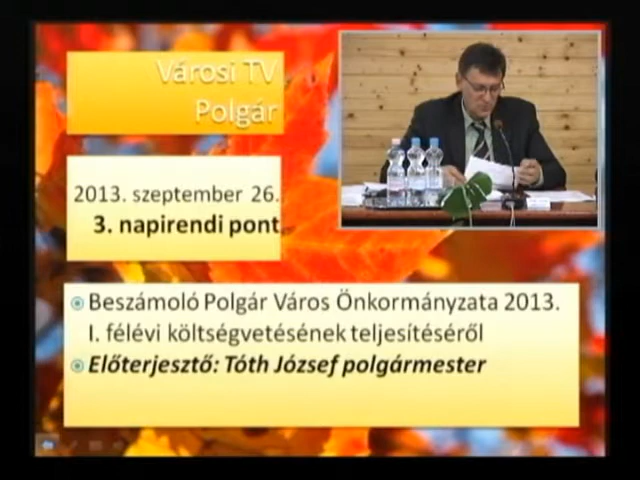 Városi TV
Polgár
2013. szeptember 26.
3. napirendi pont
Beszámoló Polgár Város Önkormányzata 2013.
I. félévi költségvetésének teljesítéséről
Előterjesztő: Tóth József polgármester